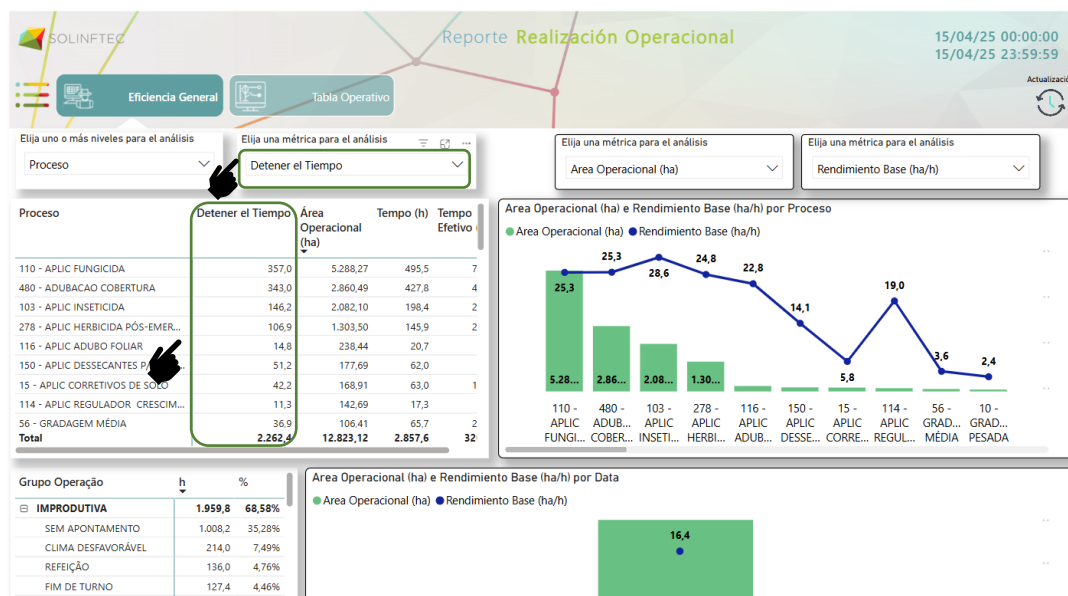 SOLINFTEC
Reporte Realización Operacional
15/04/25 00:00:00
15/04/25 23:59:59
Eficiencia General
Tabla Operativo
Actualizació
Elija uno o más niveles para el análisis
Proceso
Elija una métrica para el análisis
Detener el Tiempo
Elija una métrica para el análisis
Area Operacional (ha)
Elija una métrica para el análisis
Rendimiento Base (ha/h)
Proceso Detener el Tiempo Área Operacional (ha) Tempo (h) Tempo Efetivo
110 - APLIC FUNGICIDA 357,0 5.288,27 495,5 7
480 - ADUBACAO COBERTURA 343,0 2.860,49 427,8 4
103 - APLIC INSETICIDA 146,2 2.082,10 198,4 2
278 - APLIC HERBICIDA PÓS-EMER... 106,9 1.303,50 145,9 2
116 - APLIC ADUBO FOLIAR 14,8 238,44 20,7
150 - APLIC DESSECANTES 51,2 177,69 62,0
15 - APLIC CORRETIVOS DE SOLO 42,2 168,91 63,0 1
114 - APLIC REGULADOR CRESCIM... 11,3 142,69 17,3
56 - GRADAGEM MÉDIA 36,9 106,41 65,7 2
Total 2.262,4 12.823,12 2.857,6 32
Area Operacional (ha) e Rendimiento Base (ha/h) por Proceso
Area Operacional (ha) Rendimiento Base (ha/h)
25,3 25,3 28,6 24,8 22,8 14,1 5,8 19,0 3,6 2,4
5.28... 2.86... 2.08... 1.30...
110 - 480 - 103 - 278 - 116 - 150 - 15 - 114 - 56 - 10 -
APLIC ADUB... APLIC APLIC APLIC APLIC APLIC APLIC GRAD... GRAD...
FUNGI... COBER... INSETI... HERBI... ADUB... DESSE... CORRE... REGUL... MÉDIA PESADA
Grupo Operação h %
IMPRODUTIVA 1.959,8 68,58%
SEM APONTAMENTO 1.008,2 35,28%
CLIMA DESFAVORÁVEL 214,0 7,49%
REFEIÇÃO 136,0 4,76%
FIM DE TURNO 127,4 4,46%
Area Operacional (ha) e Rendimiento Base (ha/h) por Data
Area Operacional (ha) Rendimiento Base (ha/h)
16,4